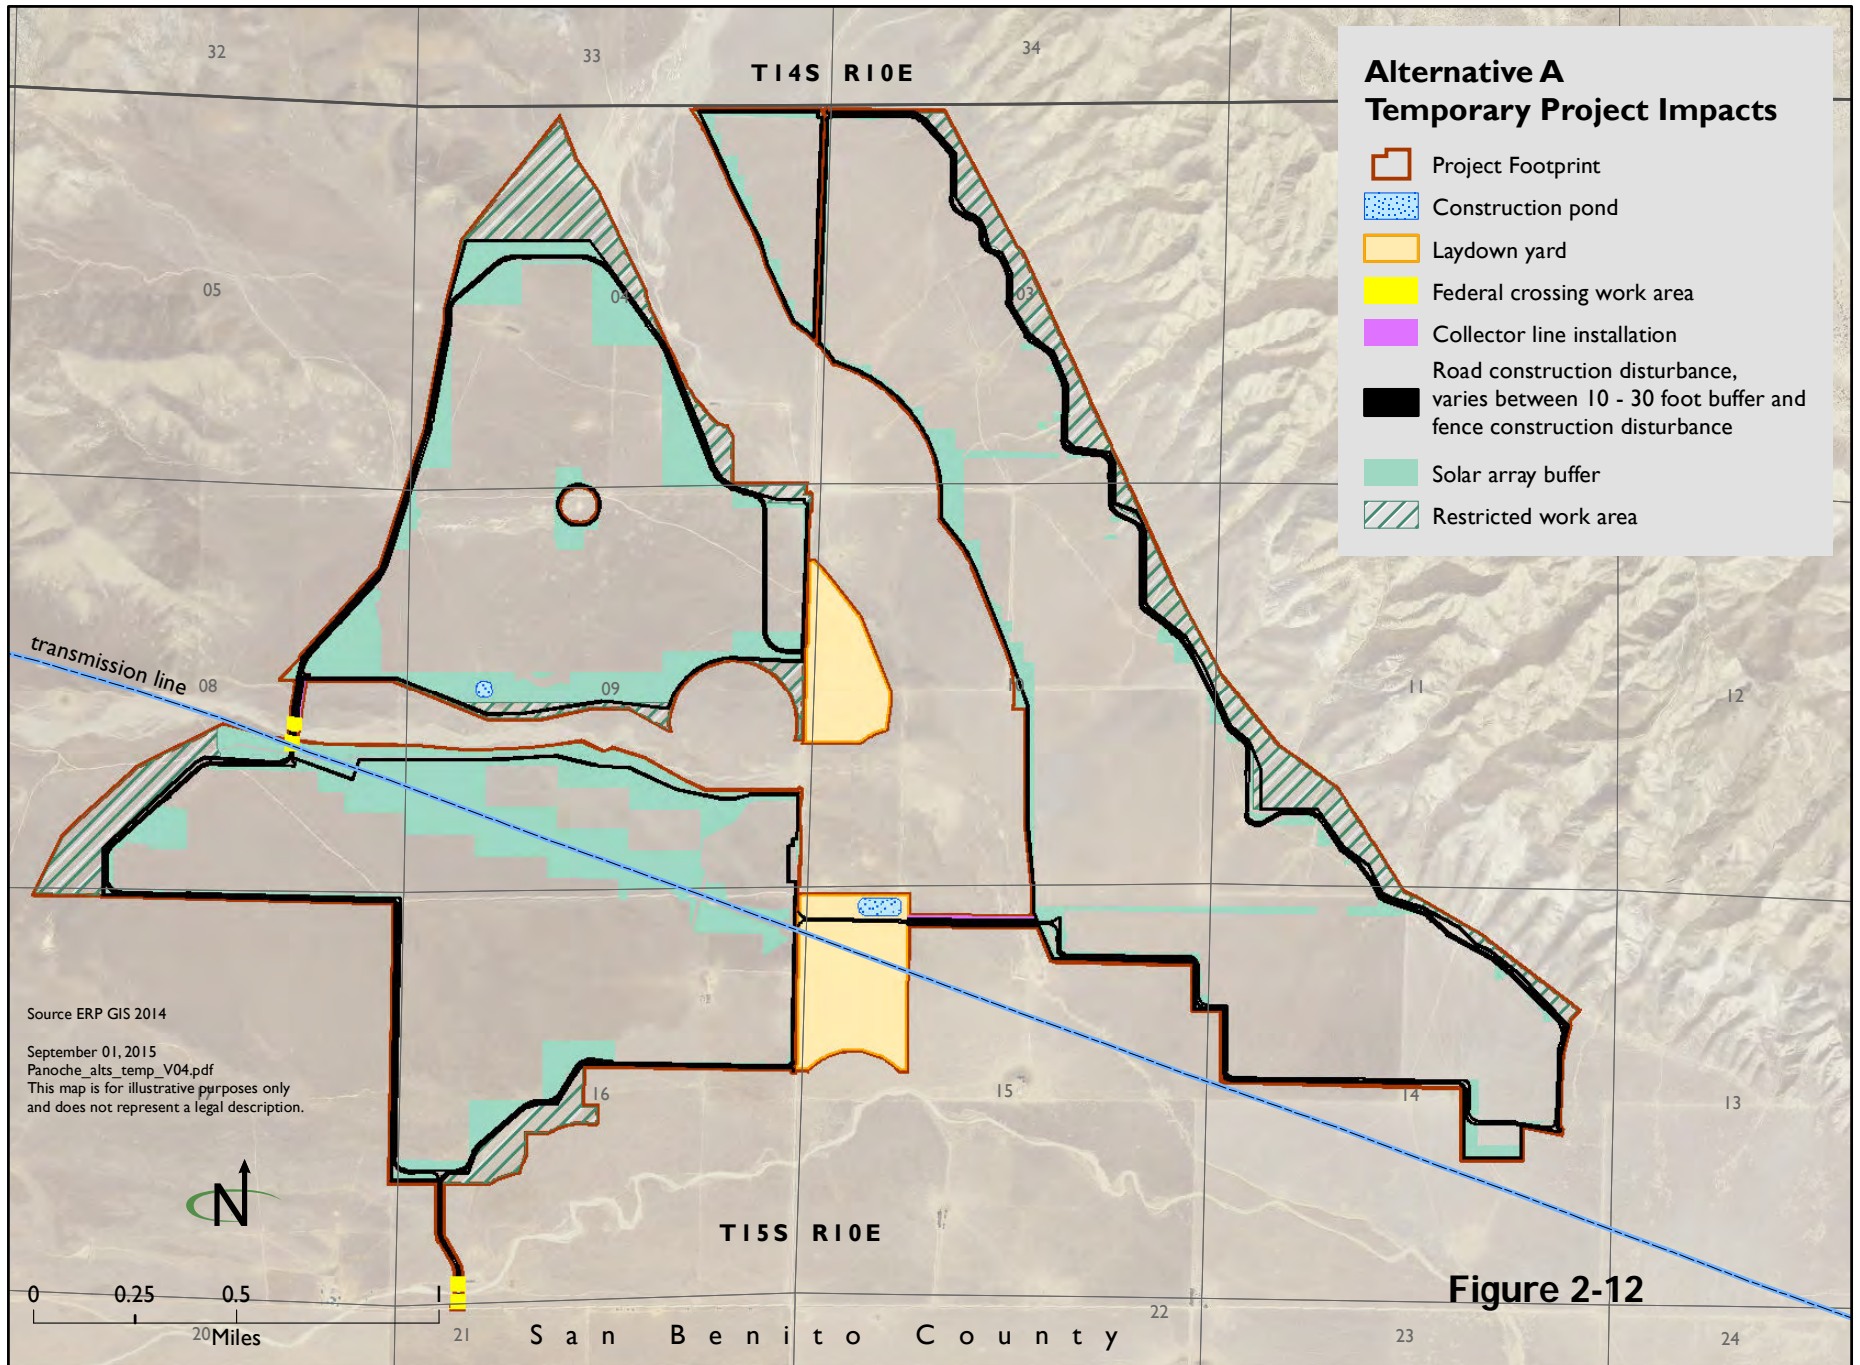 32
33
34
T14S R10E
Alternative A
Temporary Project Impacts
Project Footprint
Construction pond
Laydown yard
Federal crossing work area
Collector line installation
Road construction disturbance,
varies between 10 - 30 foot buffer and
fence construction disturbance
Solar array buffer
Restricted work area
05
04
03
transmission line
08
09
10
11
12
Source ERP GIS 2014
September 01, 2015
Panoche_alts_temp_V04.pdf
This map is for illustrative purposes only
and does not represent a legal description.
17
16
15
14
13
N
T15S R10E
0 0.25 0.5 1
Miles
Figure 2-12
20
21
San Benito County
22
23
24